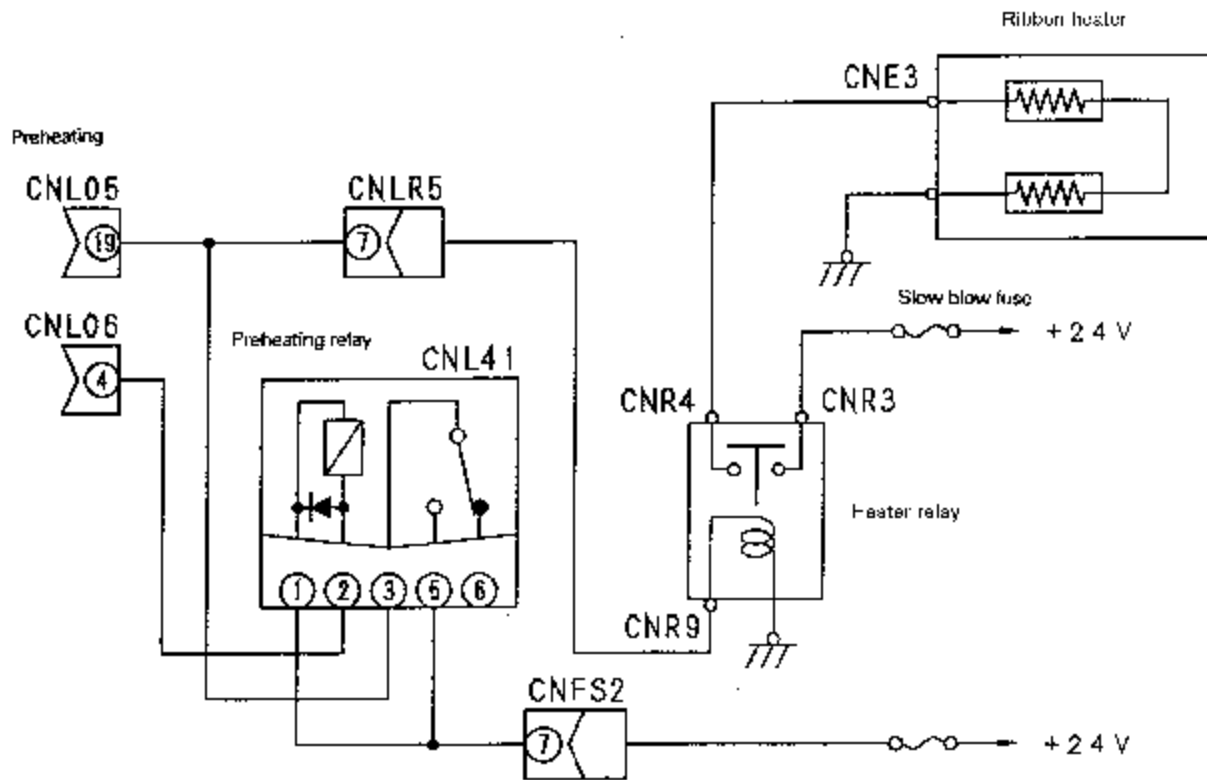 Ribbon heater
CNE3
Preheating
CNL05
19
CNLR5
7
CNL06
4
Preheating relay
CNL41
Slow blow fuse
+24V
CNR4
CNR3
Heater relay
1 2 3 5 6
CNR9
CNFS2
7
+24V